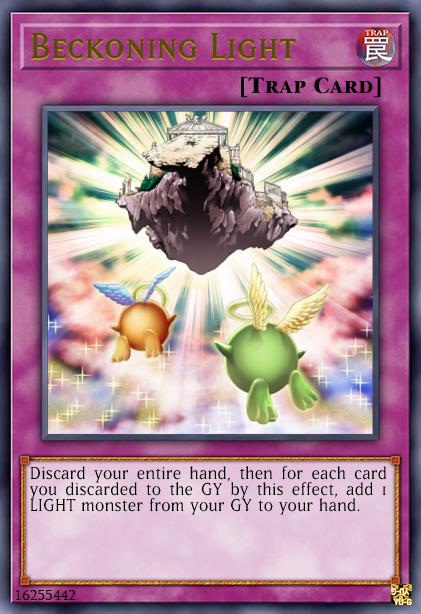 Beckoning Light
TRAP
罠
[Trap Card]
Discard your entire hand, then for each card
you discarded to the GY by this effect, add 1
LIGHT monster from your GY to your hand.
16255442